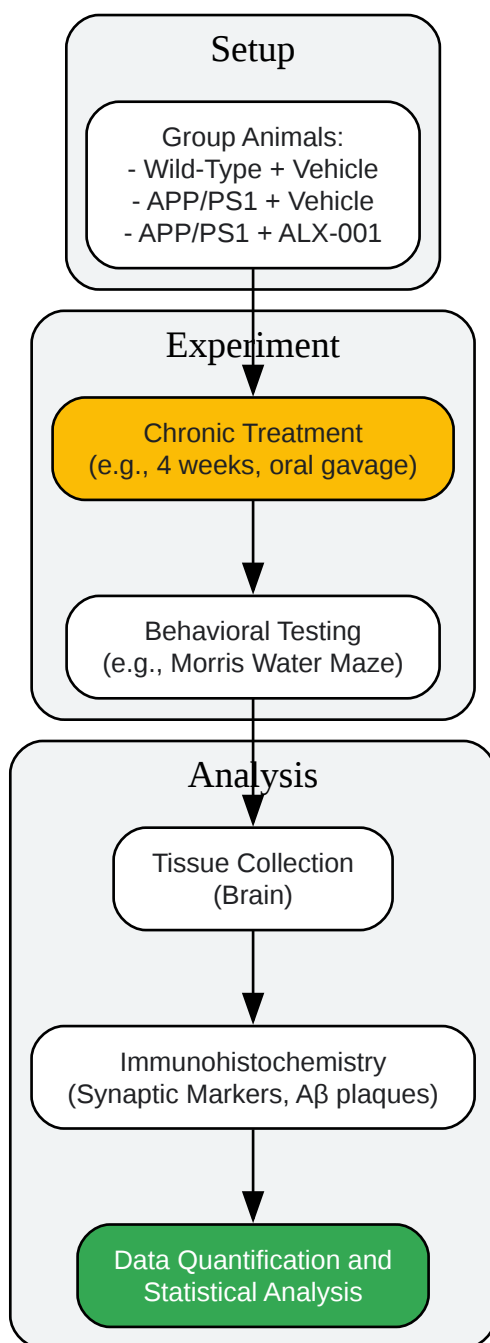 Setup
Group Animals:
- Wild-Type + Vehicle
- APP/PS1 + Vehicle
- APP/PS1 + ALX-001
Experiment
Chronic Treatment
(e.g., 4 weeks, oral gavage)
Behavioral Testing
(e.g., Morris Water Maze)
Analysis
Tissue Collection
(Brain)
Immunohistochemistry
(Synaptic Markers, Aβ plaques)
Data Quantification and
Statistical Analysis